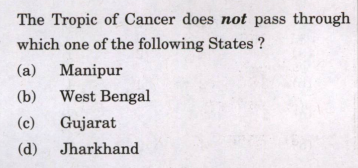 The Tropic of Cancer does not pass through
which one of the following States ?
(a) Manipur
(b) West Bengal
(c) Gujarat
(d) Jharkhand